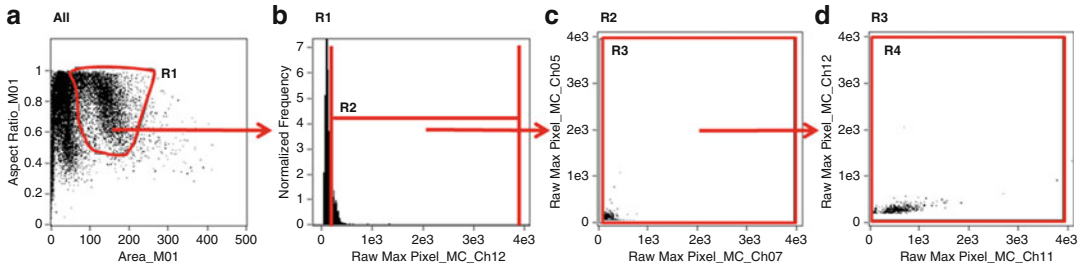 a All
Aspect Ratio_M01
1
0.8
0.6
0.4
0.2
0
R1
0 100 200 300 400 500
Area_M01
b R1
Normalized Frequency
7
6
5
4
3
2
1
0
R2
0 1e3 2e3 3e3 4e3
Raw Max Pixel_MC_Ch12
c R2
Raw Max Pixel_MC_Ch05
4e3
3e3
2e3
1e3
0
R3
0 1e3 2e3 3e3 4e3
Raw Max Pixel_MC_Ch07
d R3
Raw Max Pixel_MC_Ch12
4e3
3e3
2e3
1e3
0
R4
0 1e3 2e3 3e3 4e3
Raw Max Pixel_MC_Ch11